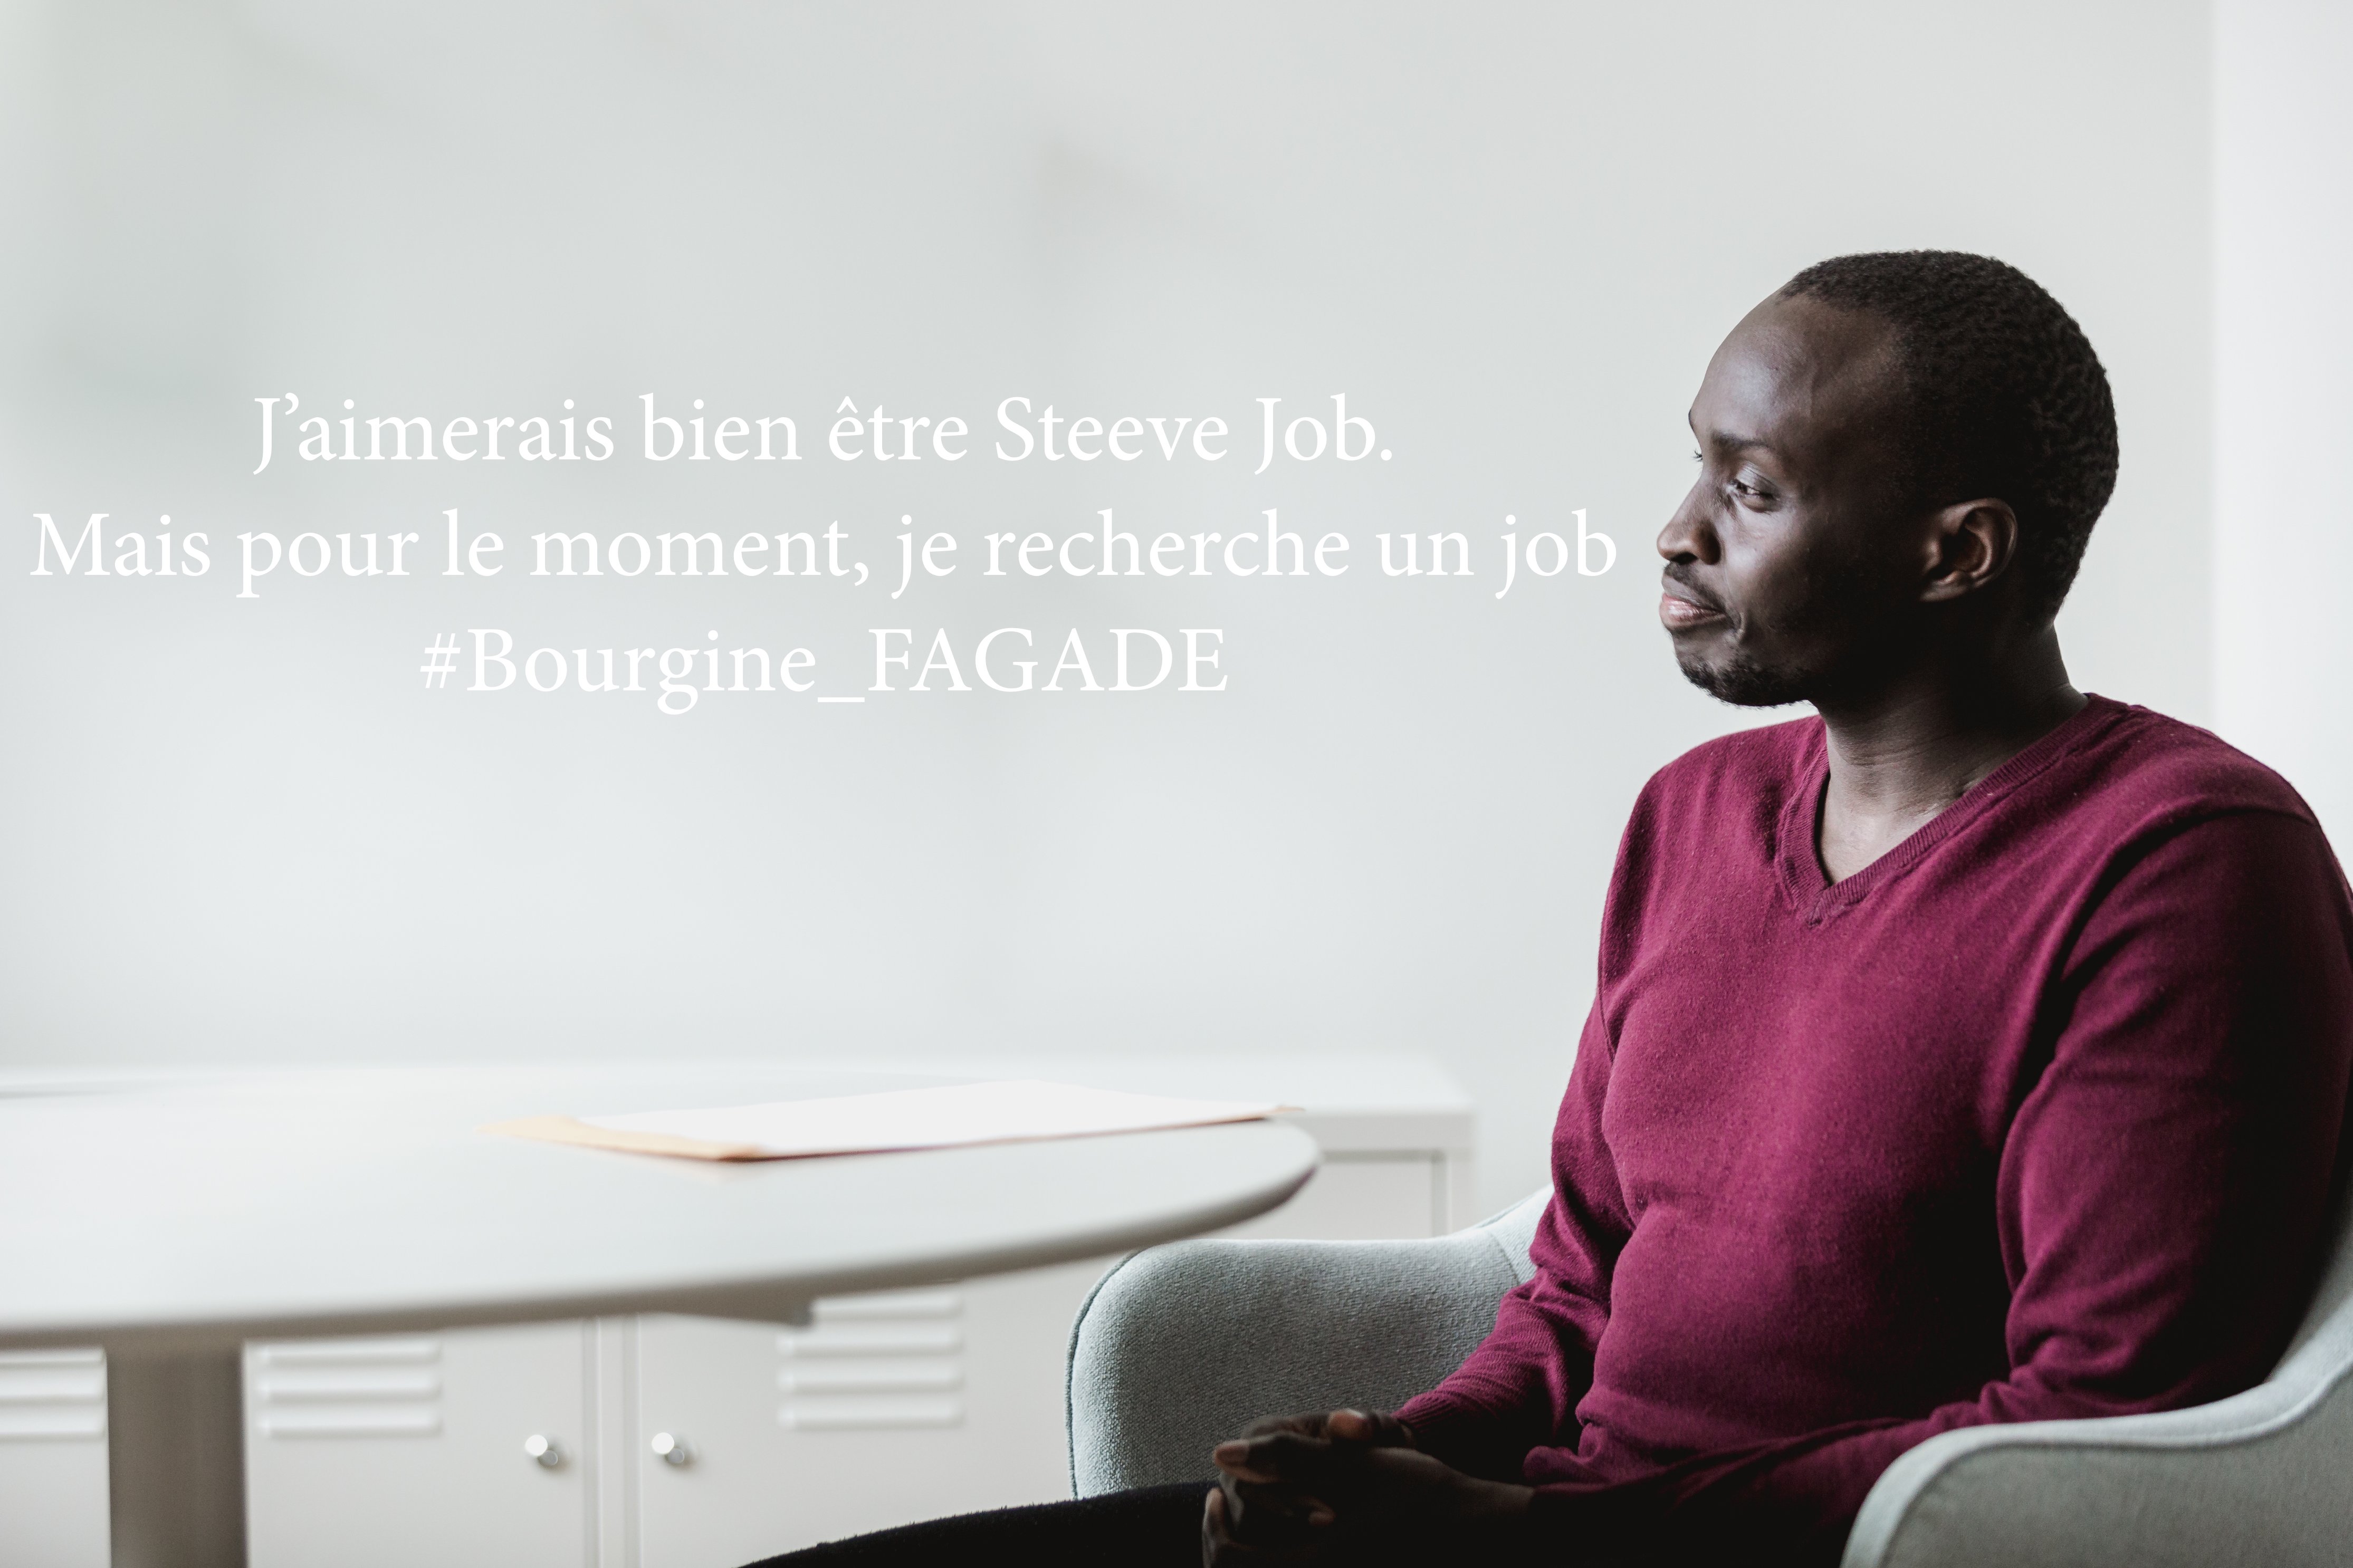 J’aimerais bien être Steeve Job.
Mais pour le moment, je recherche un job
#Bourgine_FAGADE